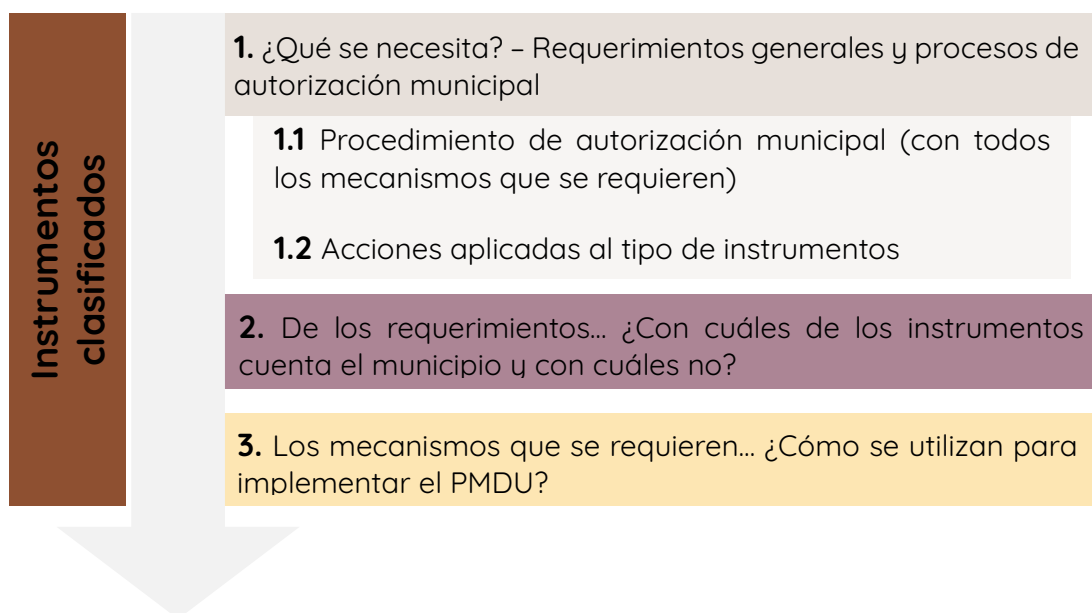 Instrumentos
clasificados
1. ¿Qué se necesita? – Requerimientos generales y procesos de
autorización municipal
1.1 Procedimiento de autorización municipal (con todos
los mecanismos que se requieren)
1.2 Acciones aplicadas al tipo de instrumentos
2. De los requerimientos... ¿Con cuáles de los instrumentos
cuenta el municipio y con cuáles no?
3. Los mecanismos que se requieren... ¿Cómo se utilizan para
implementar el PMDU?